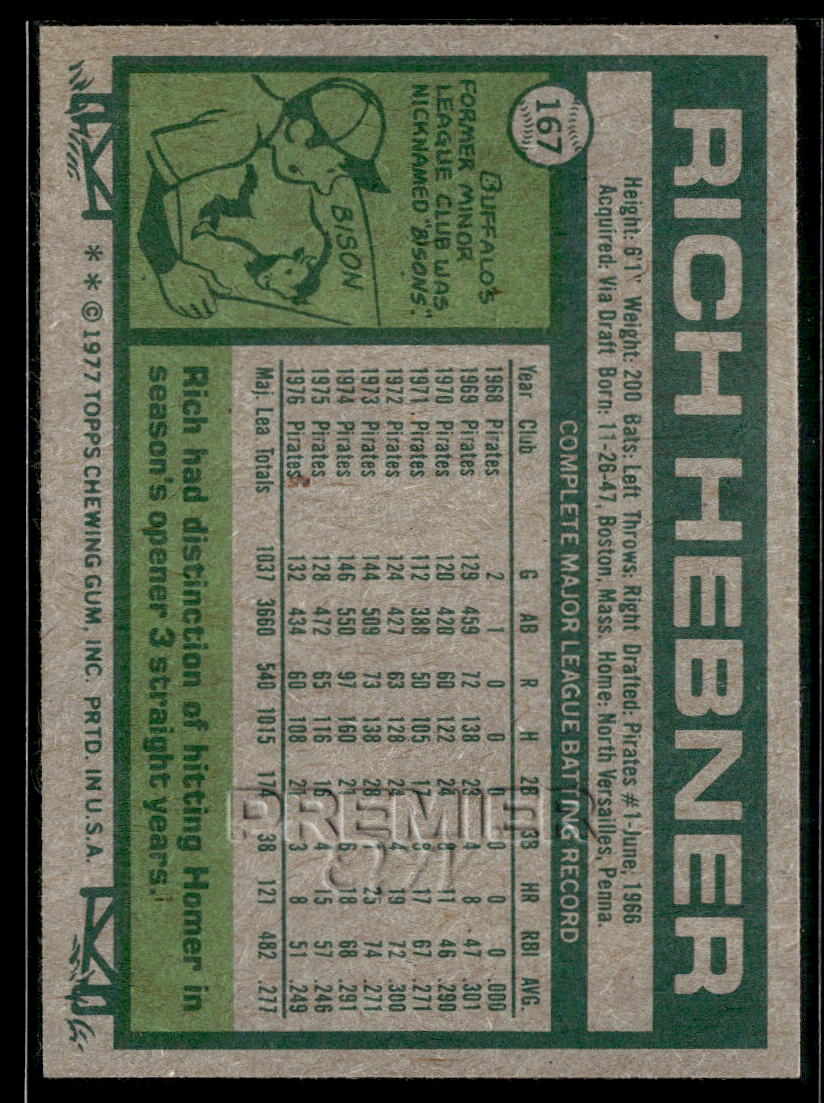 RICH HEBNER
167
Height: 6'1" Weight: 200 Bats: Left Throws: Right Drafted: Pirates #1-June, 1966
Acquired: Via Draft Born: 11-26-47, Boston, Mass. Home: North Versailles, Penna.
BUFFALO'S
FORMER MINOR
LEAGUE CLUB WAS
NICKNAMED "BISONS".
BISON
COMPLETE MAJOR LEAGUE BATTING RECORD
Year Club G AB R H 2B 3B HR RBI AVG.
1968 Pirates 2 1 0 0 0 0 0 0 .000
1969 Pirates 129 459 72 138 23 4 8 47 .301
1970 Pirates 120 420 60 122 24 8 11 46 .290
1971 Pirates 112 388 50 105 17 8 17 67 .271
1972 Pirates 124 427 63 128 24 4 19 72 .300
1973 Pirates 144 509 73 138 28 25 74 .271
1974 Pirates 146 550 97 160 21 6 18 68 .291
1975 Pirates 128 472 65 116 16 4 15 57 .246
1976 Pirates 132 434 60 108 21 3 8 51 .249
Maj. Lea Totals 1037 3660 540 1015 174 38 121 482 .277
PREMIER
Rich had distinction of hitting Homer in
season's opener 3 straight years.
* * © 1977 TOPPS CHEWING GUM, INC. PRTD. IN U.S.A.